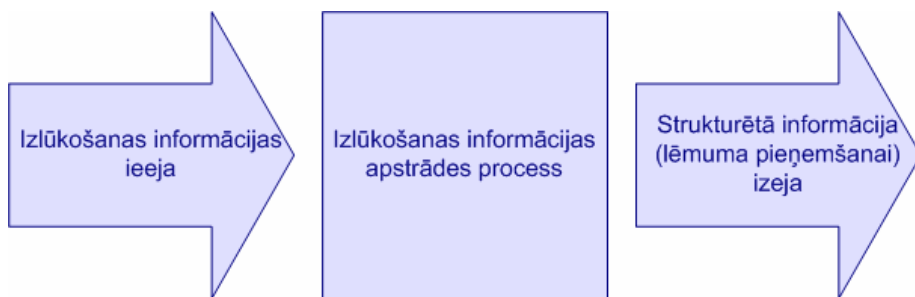 Izlūkošanas informācijas
ieeja
Izlūkošanas informācijas
apstrādes process
Strukturētā informācija
(lēmuma pieņemšanai)
izeja